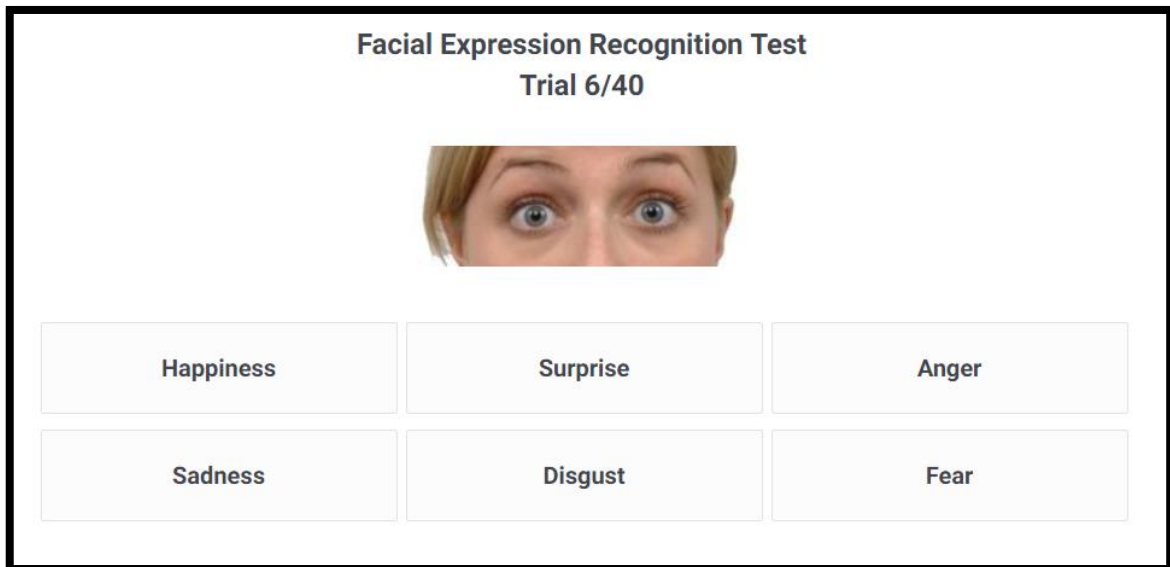 Facial Expression Recognition Test
Trial 6/40
Happiness
Surprise
Anger
Sadness
Disgust
Fear